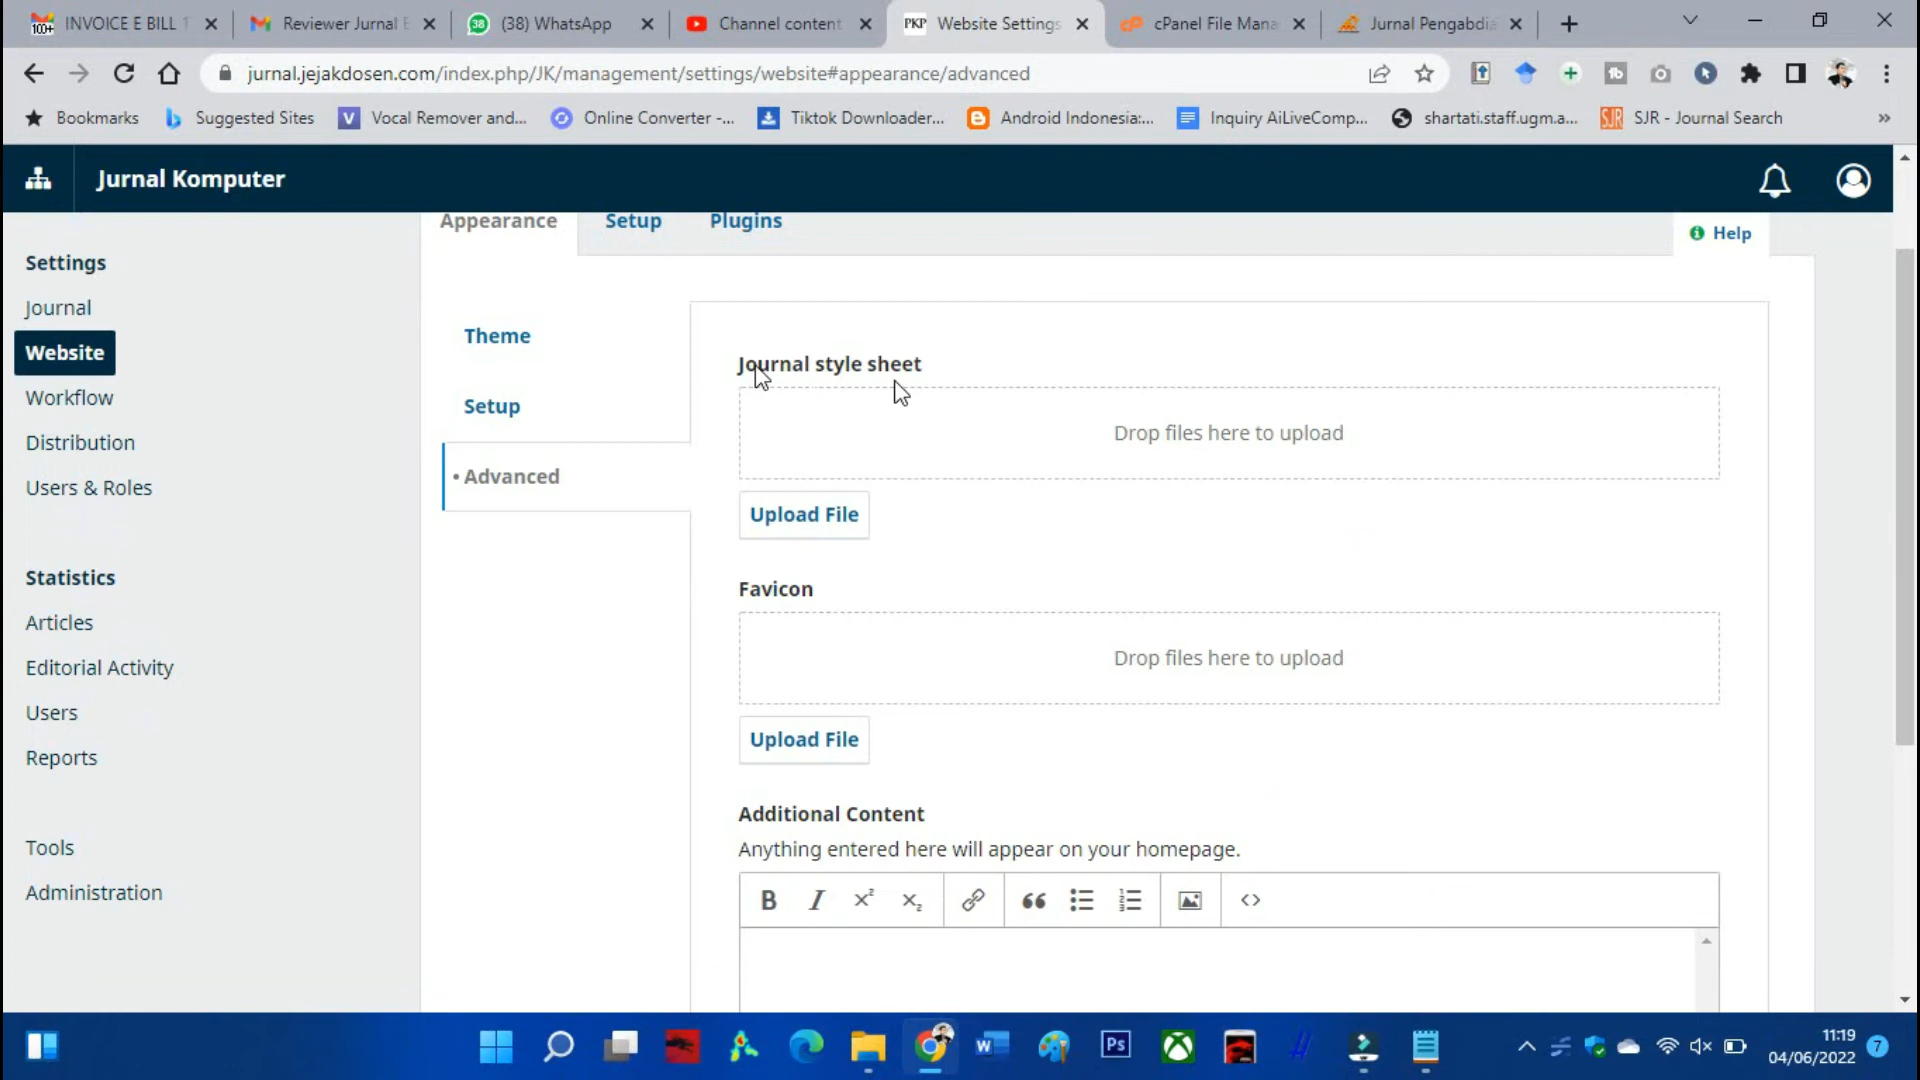 INVOICE E BILL 1
Reviewer Jurnal E
(38) WhatsApp
Channel content
PKP Website Settings
cPanel File Mana
Jurnal Pengabdia
jurnal.jejakdosen.com/index.php/JK/management/settings/website#appearance/advanced
Bookmarks
Suggested Sites
Vocal Remover and...
Online Converter -...
Tiktok Downloader...
Android Indonesia:...
Inquiry AiLiveComp...
shartati.staff.ugm.a...
SJR - Journal Search
Jurnal Komputer
Appearance
Setup
Plugins
Help
Settings
Journal
Website
Workflow
Distribution
Users & Roles
Statistics
Articles
Editorial Activity
Users
Reports
Tools
Administration
Theme
Setup
• Advanced
Journal style sheet
Drop files here to upload
Upload File
Favicon
Drop files here to upload
Upload File
Additional Content
Anything entered here will appear on your homepage.
11:19
04/06/2022
7